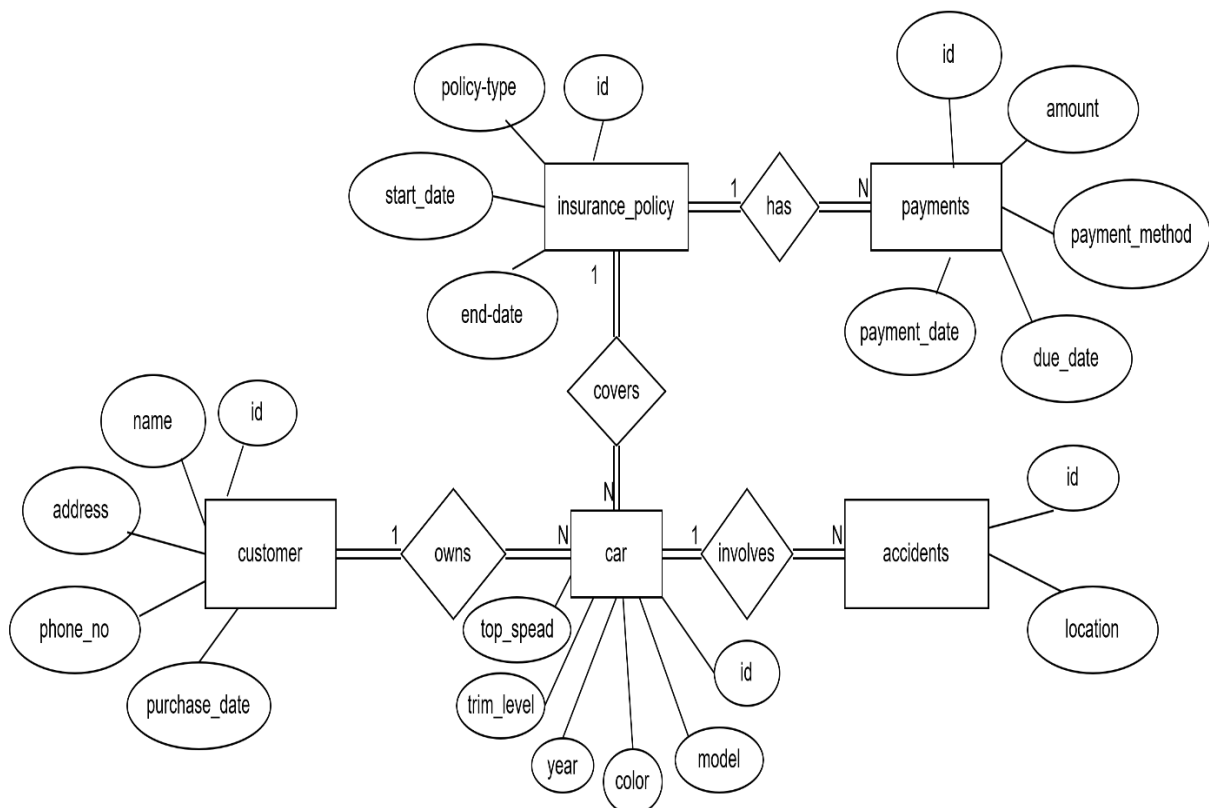 id
policy-type
id
amount
start_date
insurance_policy
1
has
N
payments
payment_method
1
end-date
payment_date
due_date
covers
name
id
id
N
address
customer
1
owns
N
car
1
involves
N
accidents
phone_no
top_spead
location
id
purchase_date
trim_level
model
year
color